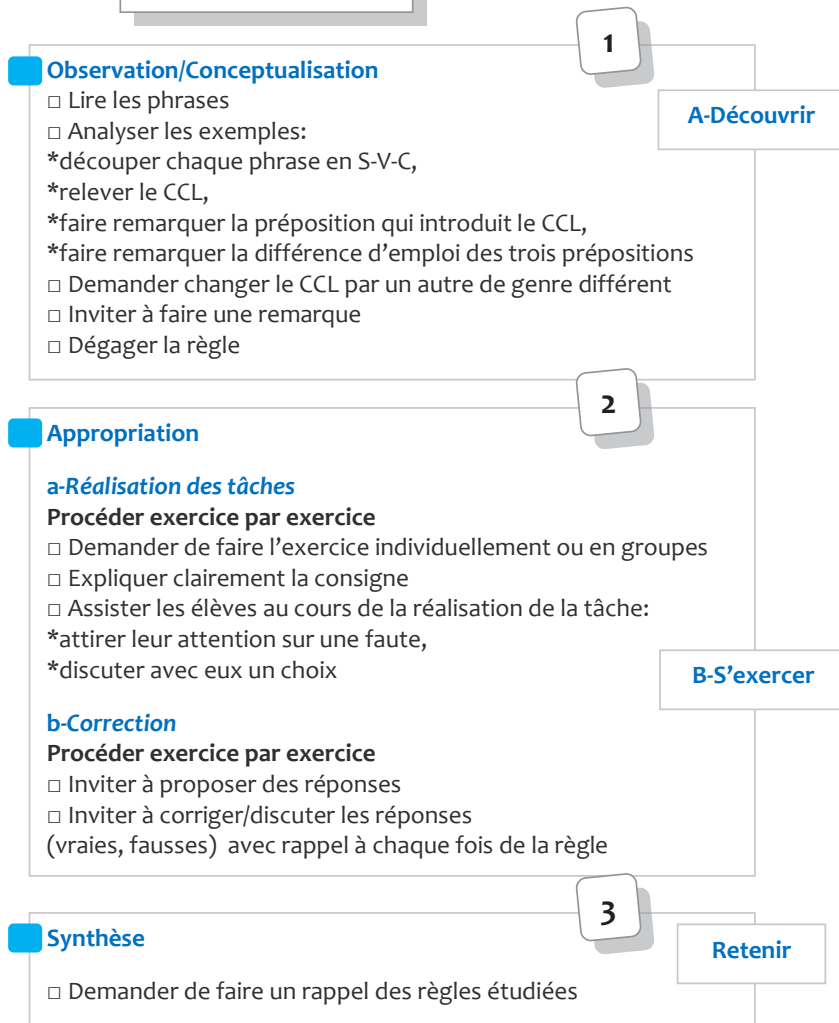 1
Observation/Conceptualisation
□ Lire les phrases
A-Découvrir
□ Analyser les exemples:
*découper chaque phrase en S-V-C,
*relever le CCL,
*faire remarquer la préposition qui introduit le CCL,
*faire remarquer la différence d’emploi des trois prépositions
□ Demander changer le CCL par un autre de genre différent
□ Inviter à faire une remarque
□ Dégager la règle
2
Appropriation
a-Réalisation des tâches
Procéder exercice par exercice
□ Demander de faire l’exercice individuellement ou en groupes
□ Expliquer clairement la consigne
□ Assister les élèves au cours de la réalisation de la tâche:
*attirer leur attention sur une faute,
*discuter avec eux un choix
B-S’exercer
b-Correction
Procéder exercice par exercice
□ Inviter à proposer des réponses
□ Inviter à corriger/discuter les réponses
(vraies, fausses) avec rappel à chaque fois de la règle
3
Synthèse
Retenir
□ Demander de faire un rappel des règles étudiées